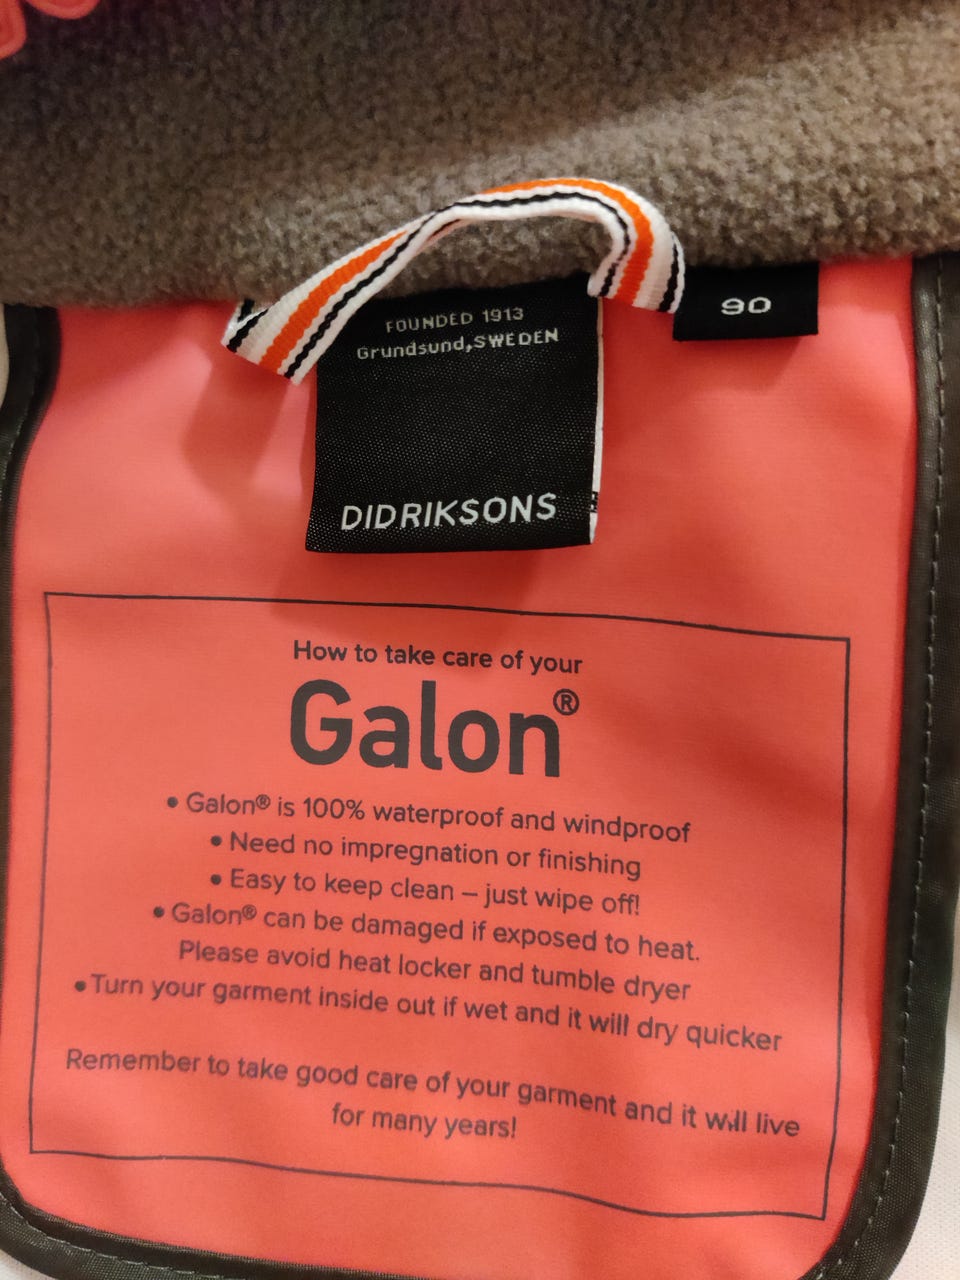 FOUNDED 1913
Grundsund,SWEDEN
90
DIDRIKSONS
How to take care of your
Galon®
• Galon® is 100% waterproof and windproof
• Need no impregnation or finishing
• Easy to keep clean – just wipe off!
• Galon® can be damaged if exposed to heat.
Please avoid heat locker and tumble dryer
• Turn your garment inside out if wet and it will dry quicker
Remember to take good care of your garment and it will live
for many years!